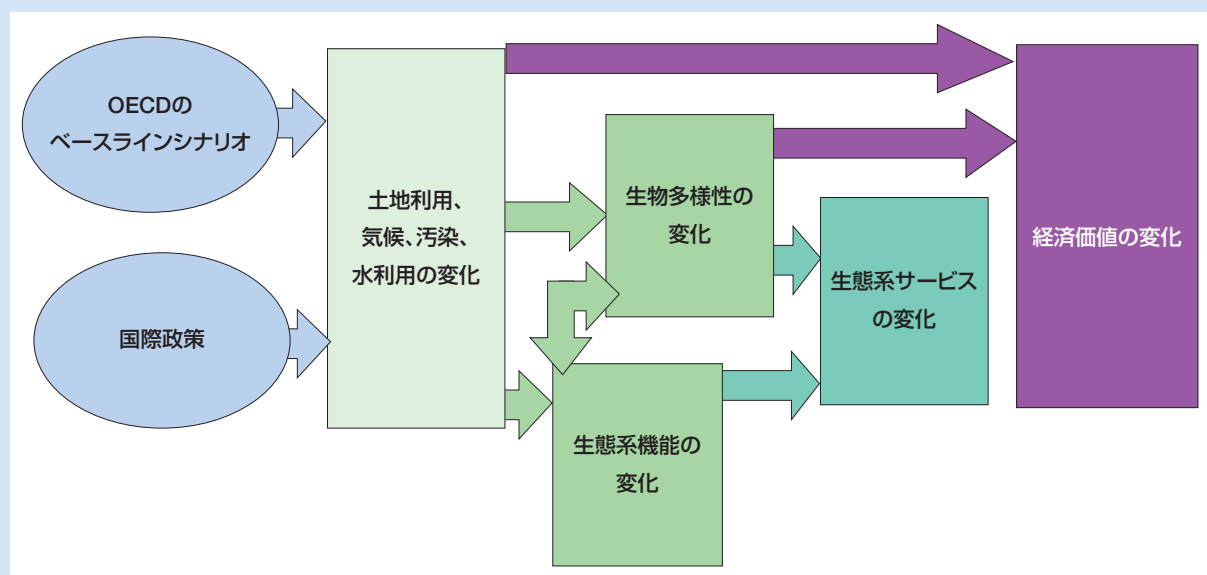 OECDの
ベースラインシナリオ
国際政策
土地利用、
気候、汚染、
水利用の変化
生物多様性の
変化
生態系機能の
変化
生態系サービス
の変化
経済価値の変化